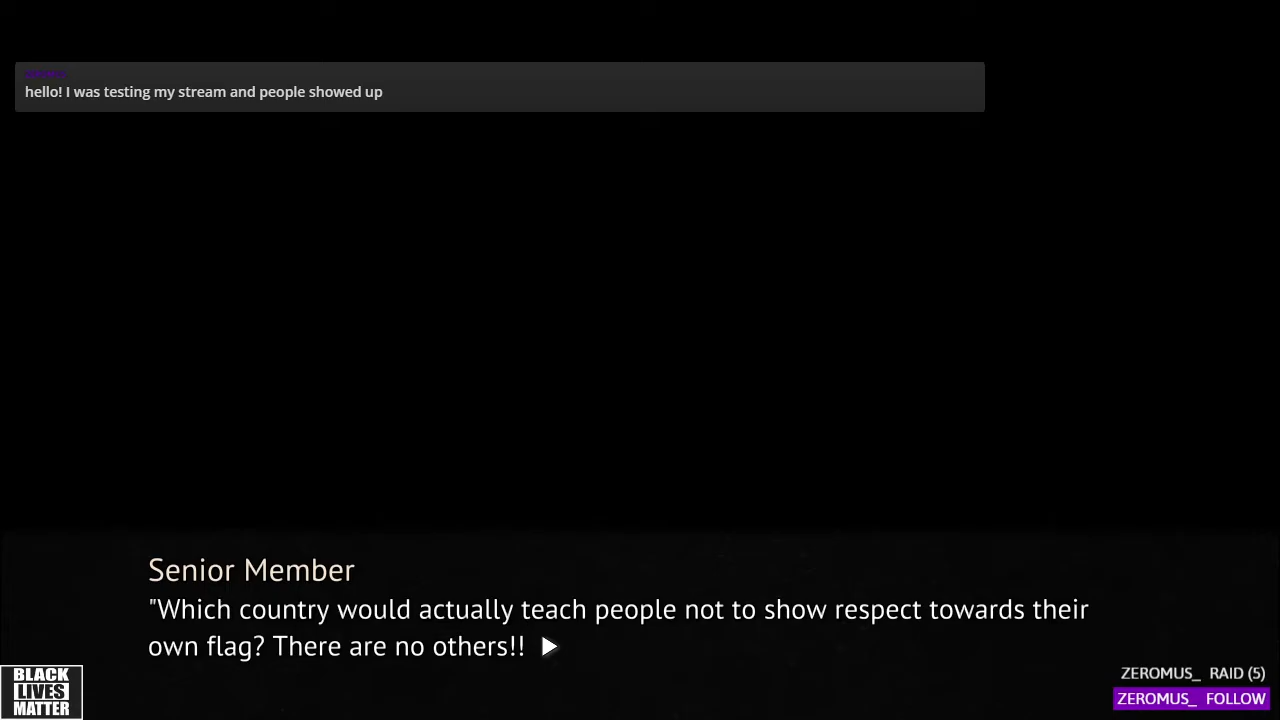 hello! I was testing my stream and people showed up
Senior Member
"Which country would actually teach people not to show respect towards their
own flag? There are no others!!
BLACK
LIVES
MATTER
ZEROMUS_ RAID (5)
ZEROMUS_ FOLLOW